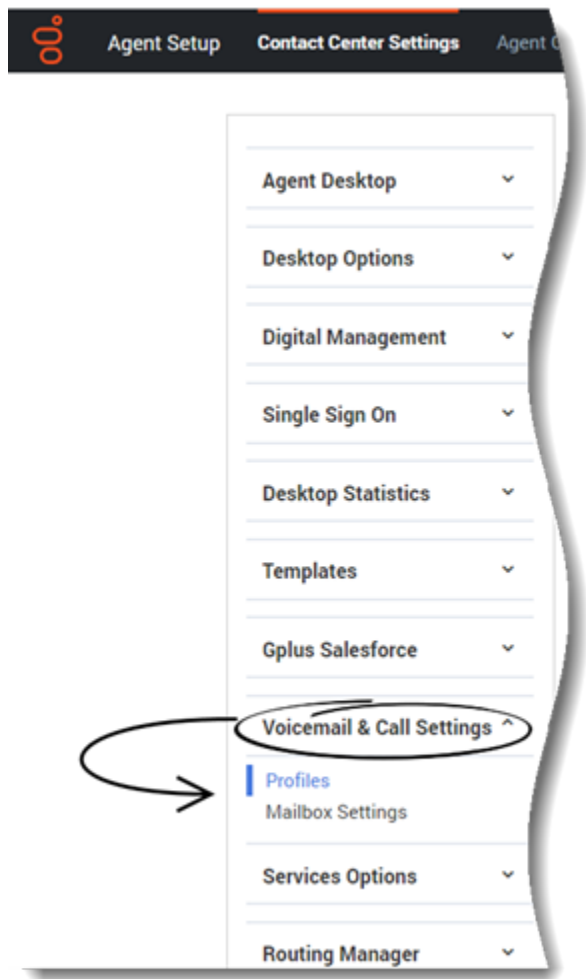 Agent Setup Contact Center Settings Agent
Agent Desktop
Desktop Options
Digital Management
Single Sign On
Desktop Statistics
Templates
Gplus Salesforce
Voicemail & Call Settings
Profiles
Mailbox Settings
Services Options
Routing Manager